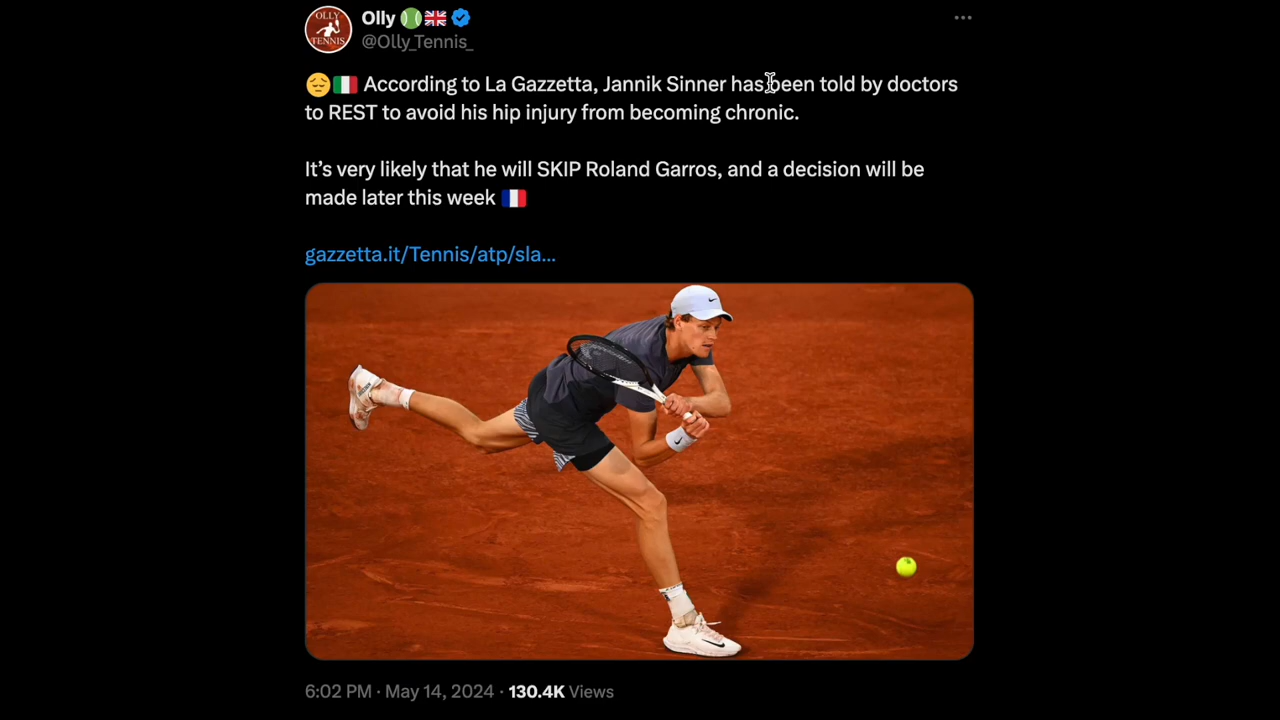 OLLY
TENNIS
Olly 🎾🇬🇧
@Olly_Tennis_
😔🇮🇹 According to La Gazzetta, Jannik Sinner has been told by doctors
to REST to avoid his hip injury from becoming chronic.
It’s very likely that he will SKIP Roland Garros, and a decision will be
made later this week 🇫🇷
gazzetta.it/Tennis/atp/sla...
6:02 PM · May 14, 2024 · 130.4K Views